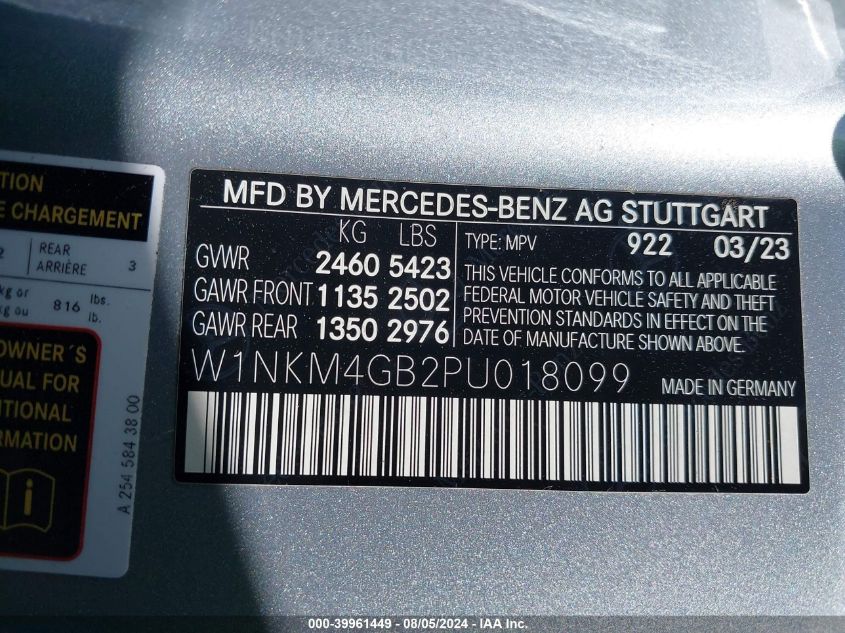 TION
E CHARGEMENT
2 REAR ARRIÈRE 3
kg or
kg ou 816 lbs.
lb.
OWNER´S
UAL FOR
ITIONAL
ORMATION
i
A 254 584 38 00
MFD BY MERCEDES-BENZ AG STUTTGART
KG LBS
GVWR 2460 5423
GAWR FRONT 1135 2502
GAWR REAR 1350 2976
TYPE: MPV 922 03/23
THIS VEHICLE CONFORMS TO ALL APPLICABLE
FEDERAL MOTOR VEHICLE SAFETY AND THEFT
PREVENTION STANDARDS IN EFFECT ON THE
DATE OF MANUFACTURE SHOWN ABOVE.
W1NKM4GB2PU018099
MADE IN GERMANY
000-39961449 | 08/05/2024 | IAA Inc.